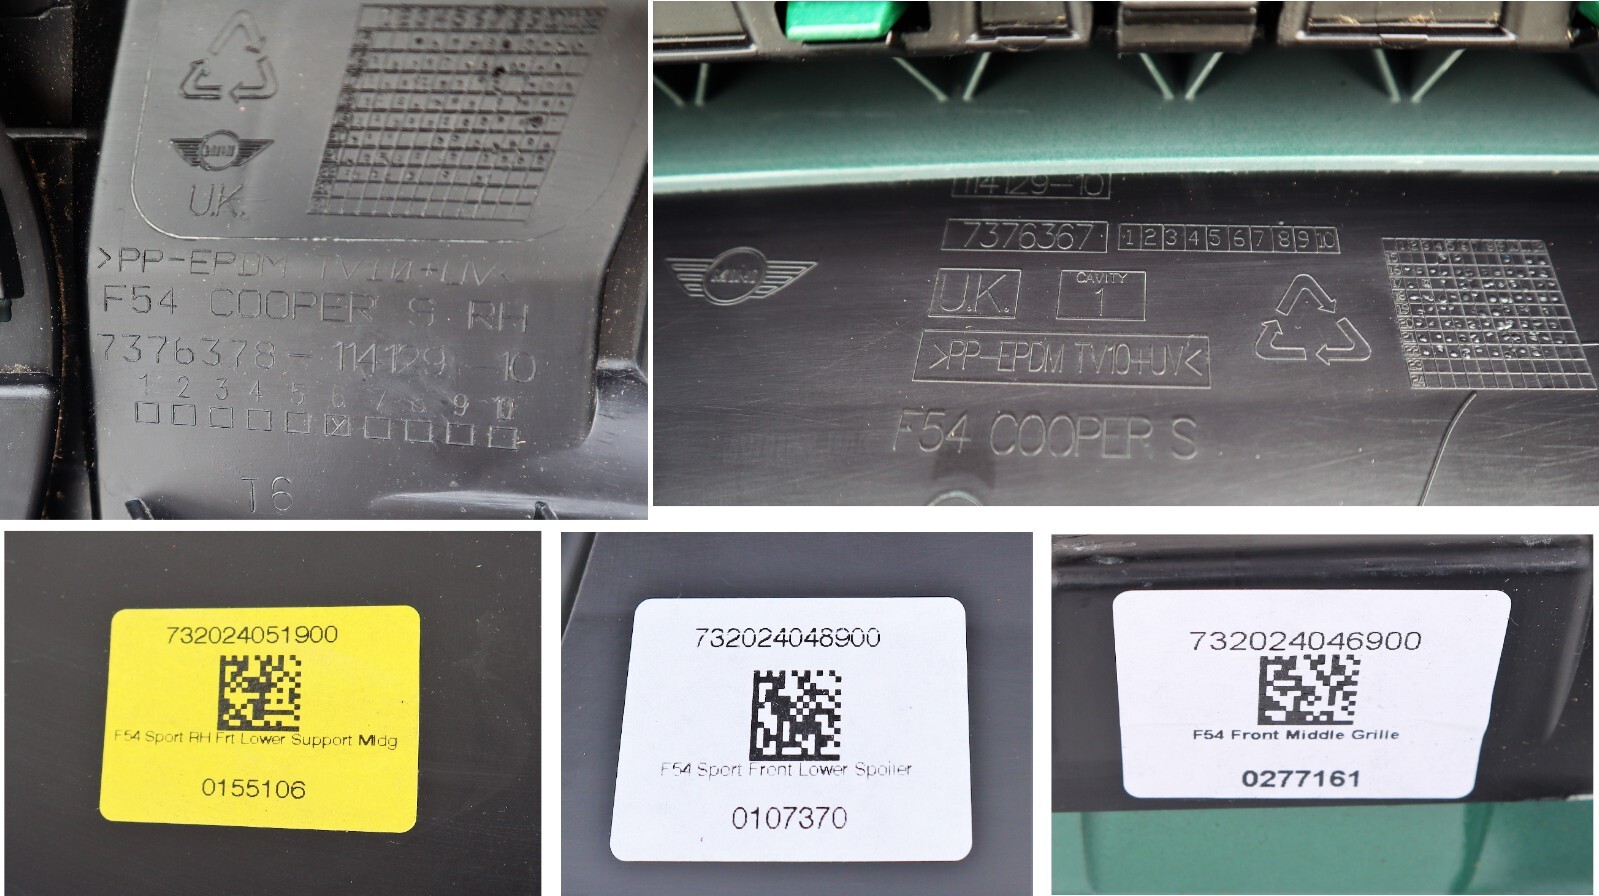 MINI
U.K.
>PP-EPDM TV10+UV<
F54 COOPER S RH
7376378-114129 10
1 2 3 4 5 6 7 8 9 10
T6
114129-10
7376367
1 2 3 4 5 6 7 8 9 10
MINI
U.K.
CAVITY
1
>PP-EPDM TV10+UV<
F54 COOPER S
732024051900
F54 Sport RH Frt Lower Support Mldg
0155106
732024048900
F54 Sport Front Lower Spoiler
0107370
732024046900
F54 Front Middle Grille
0277161